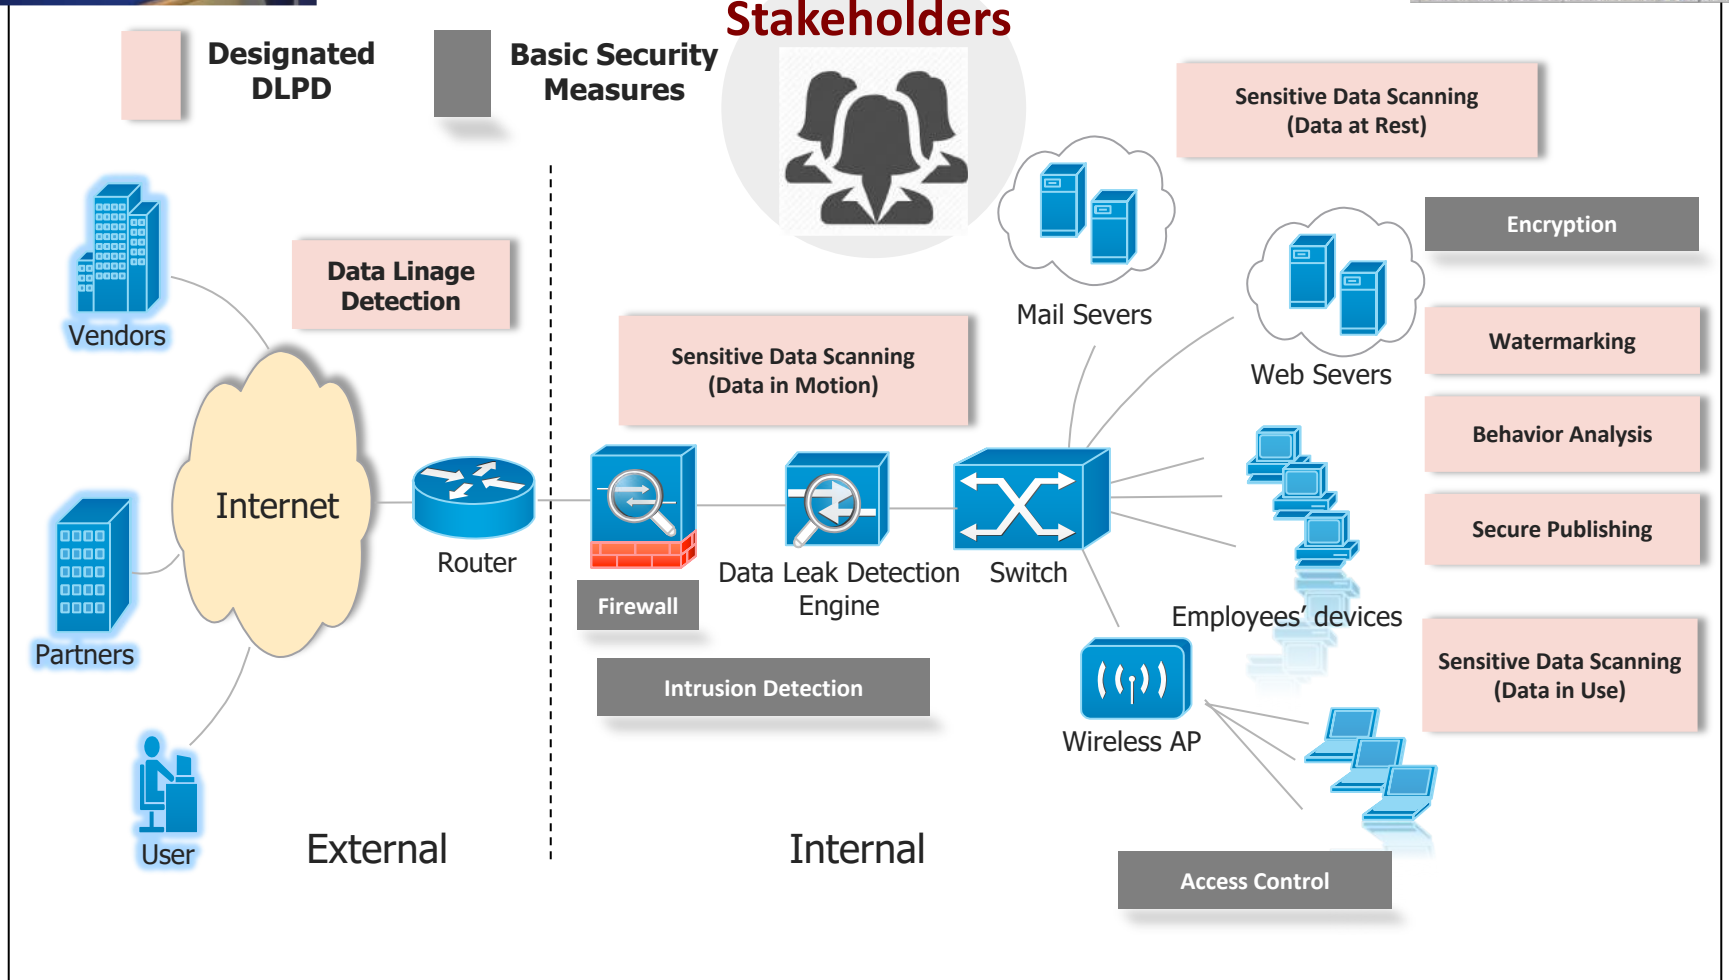 Stakeholders
Designated
DLPD
Basic Security
Measures
Sensitive Data Scanning
(Data at Rest)
Encryption
Vendors
Data Linage
Detection
Mail Severs
Sensitive Data Scanning
(Data in Motion)
Web Severs
Watermarking
Behavior Analysis
Internet
Router
Secure Publishing
Data Leak Detection
Engine
Switch
Firewall
Employees’ devices
Partners
Intrusion Detection
Sensitive Data Scanning
(Data in Use)
Wireless AP
User
External
Internal
Access Control